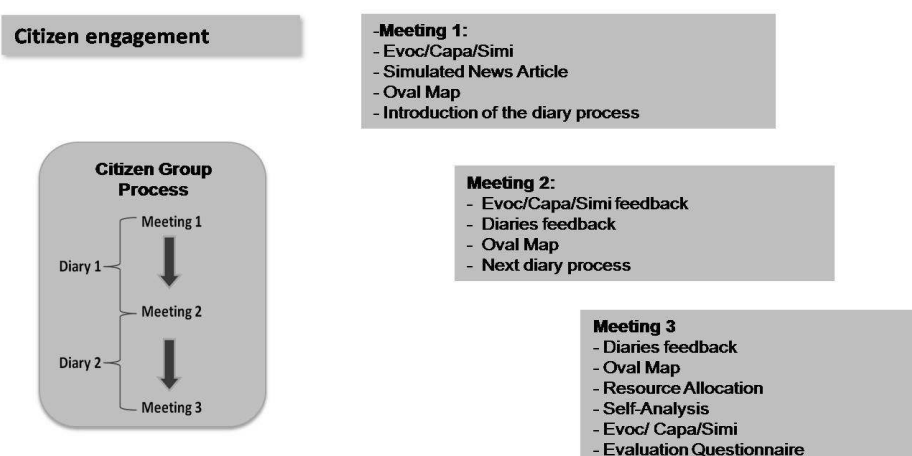 Citizen engagement
-Meeting 1:
- Evoc/Capa/Simi
- Simulated News Article
- Oval Map
- Introduction of the diary process
Citizen Group
Process
Meeting 1
Diary 1
Meeting 2
Diary 2
Meeting 3
Meeting 2:
- Evoc/Capa/Simi feedback
- Diaries feedback
- Oval Map
- Next diary process
Meeting 3
- Diaries feedback
- Oval Map
- Resource Allocation
- Self-Analysis
- Evoc/ Capa/Simi
- Evaluation Questionnaire